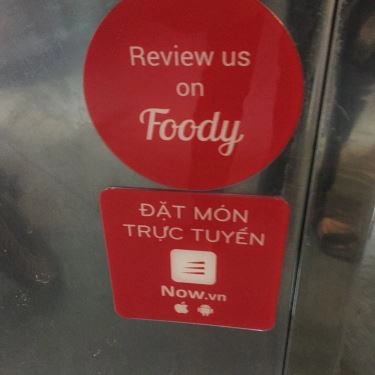 Review us
on
Foody
ĐẶT MÓN
TRỰC TUYẾN
Now.vn